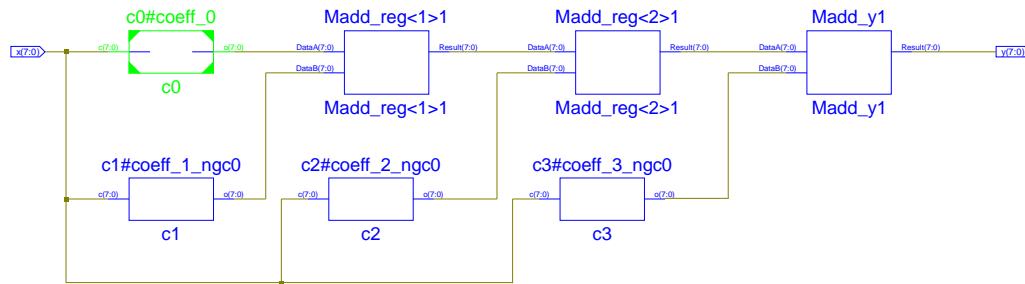 c0#coeff_0
Madd_reg<1>1
Madd_reg<2>1
Madd_y1
x(7:0)
c(7:0)
o(7:0)
DataA(7:0)
Result(7:0)
DataA(7:0)
Result(7:0)
DataA(7:0)
Result(7:0)
y(7:0)
DataB(7:0)
DataB(7:0)
DataB(7:0)
c0
Madd_reg<1>1
Madd_reg<2>1
Madd_y1
c1#coeff_1_ngc0
c2#coeff_2_ngc0
c3#coeff_3_ngc0
c(7:0)
o(7:0)
c(7:0)
o(7:0)
c(7:0)
o(7:0)
c1
c2
c3